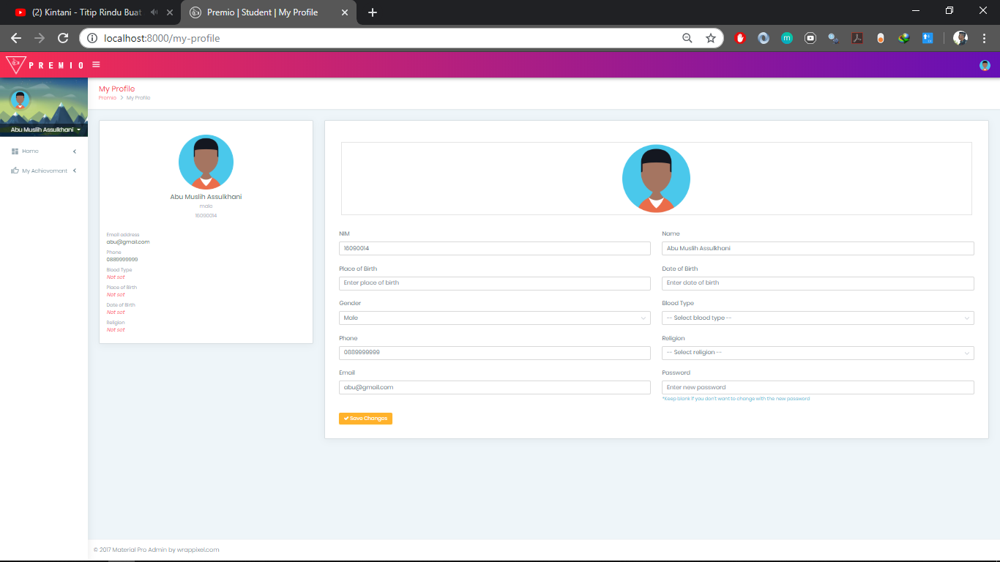 (2) Kintani - Titip Rindu Buat
Premio | Student | My Profile
localhost:8000/my-profile
PREMIO
Abu Muslih Assulkhani
Home
My Achievement
My Profile
Premio > My Profile
Abu Muslih Assulkhani
male
16090014
Email address
abu@gmail.com
Phone
0889999999
Blood Type
Not set
Place of Birth
Not set
Date of Birth
Not set
Religion
Not set
NIM
Name
16090014
Abu Muslih Assulkhani
Place of Birth
Date of Birth
Enter place of birth
Enter date of birth
Gender
Blood Type
Male
-- Select blood type --
Phone
Religion
0889999999
-- Select religion --
Email
Password
abu@gmail.com
Enter new password
*Keep blank if you don't want to change with the new password
Save Changes
© 2017 Material Pro Admin by wrappixel.com